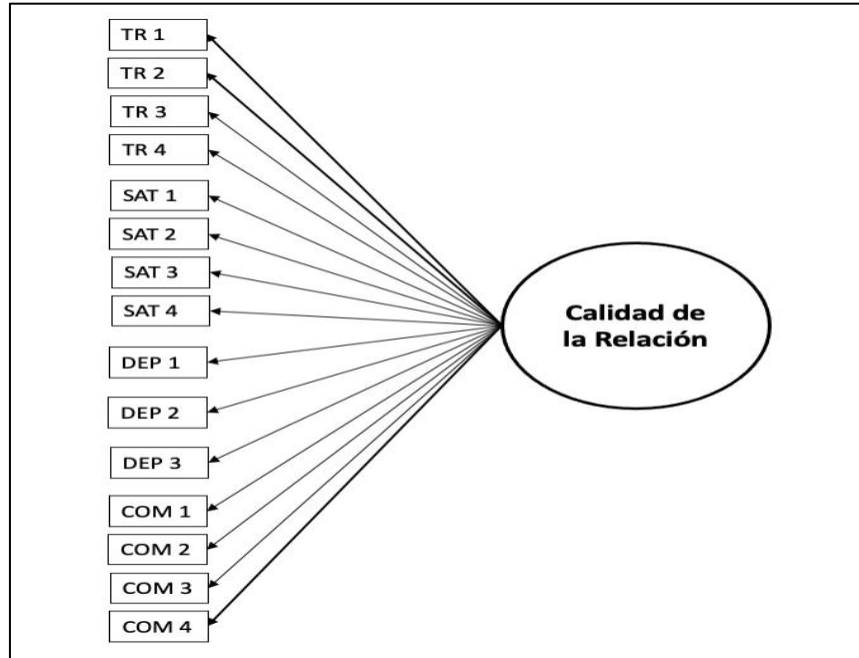 TR 1
TR 2
TR 3
TR 4
SAT 1
SAT 2
SAT 3
SAT 4
DEP 1
DEP 2
DEP 3
COM 1
COM 2
COM 3
COM 4
Calidad de
la Relación